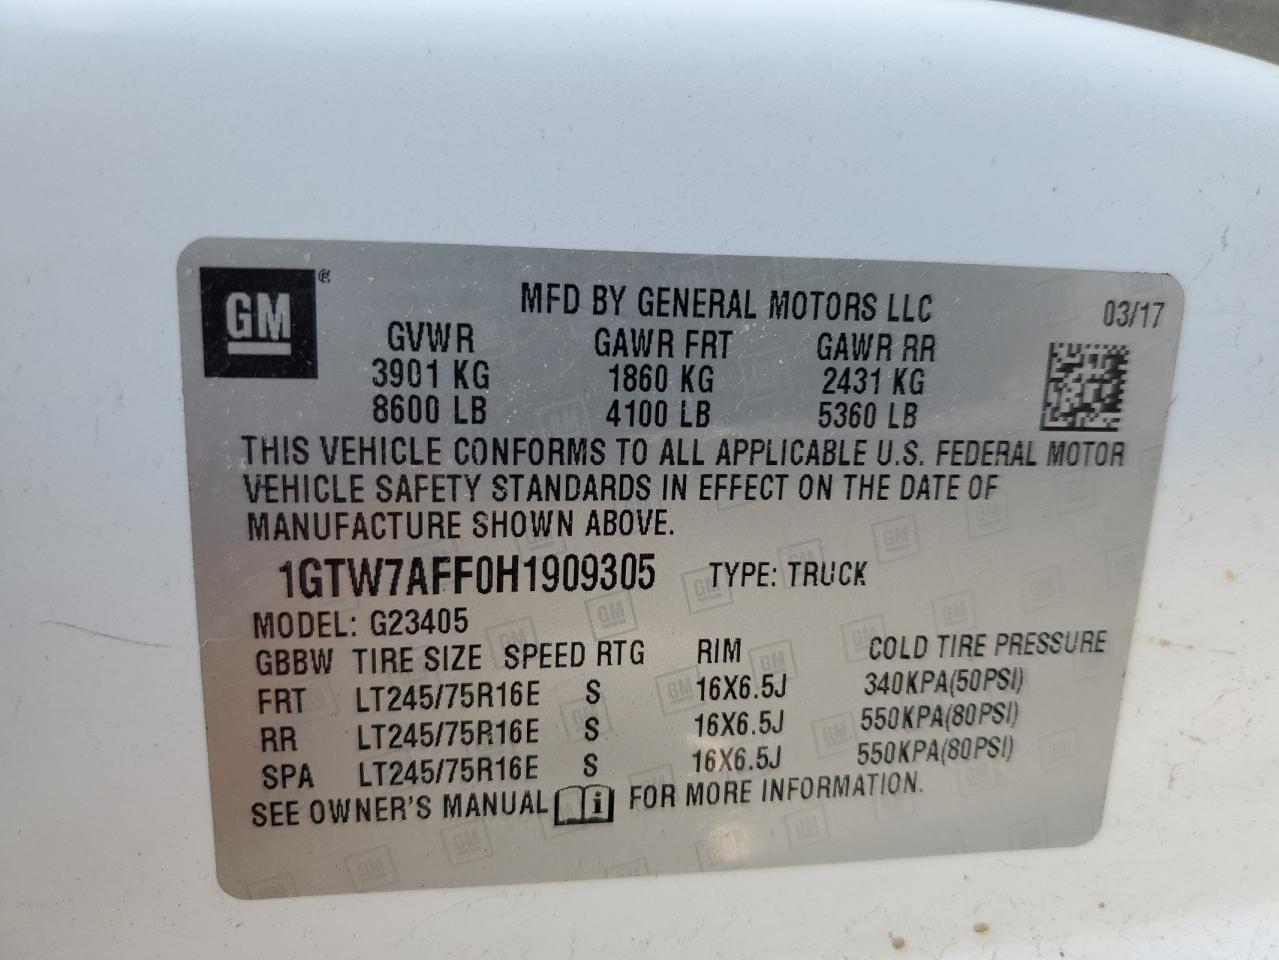 GM®
MFD BY GENERAL MOTORS LLC 03/17
GVWR GAWR FRT GAWR RR
3901 KG 1860 KG 2431 KG
8600 LB 4100 LB 5360 LB
THIS VEHICLE CONFORMS TO ALL APPLICABLE U.S. FEDERAL MOTOR
VEHICLE SAFETY STANDARDS IN EFFECT ON THE DATE OF
MANUFACTURE SHOWN ABOVE.
1GTW7AFF0H1909305 TYPE: TRUCK
MODEL: G23405
GBBW TIRE SIZE SPEED RTG RIM COLD TIRE PRESSURE
FRT LT245/75R16E S 16X6.5J 340KPA(50PSI)
RR LT245/75R16E S 16X6.5J 550KPA(80PSI)
SPA LT245/75R16E S 16X6.5J 550KPA(80PSI)
SEE OWNER'S MANUAL i FOR MORE INFORMATION.